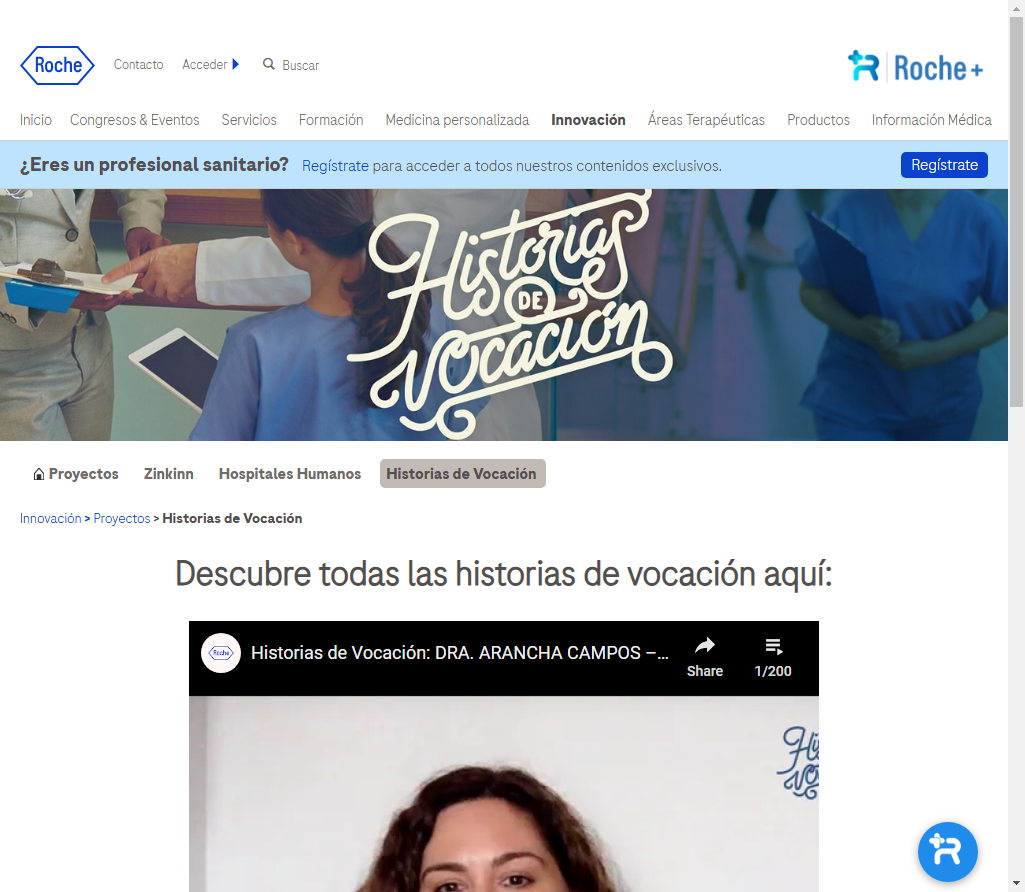 Roche
Contacto
Acceder
Buscar
Roche+
Inicio
Congresos & Eventos
Servicios
Formación
Medicina personalizada
Innovación
Áreas Terapéuticas
Productos
Información Médica
¿Eres un profesional sanitario?
Regístrate para acceder a todos nuestros contenidos exclusivos.
Regístrate
Historias
DE
vocación
Proyectos
Zinkinn
Hospitales Humanos
Historias de Vocación
Innovación > Proyectos > Historias de Vocación
Descubre todas las historias de vocación aquí:
Roche
Historias de Vocación: DRA. ARANCHA CAMPOS –...
Share
1/200